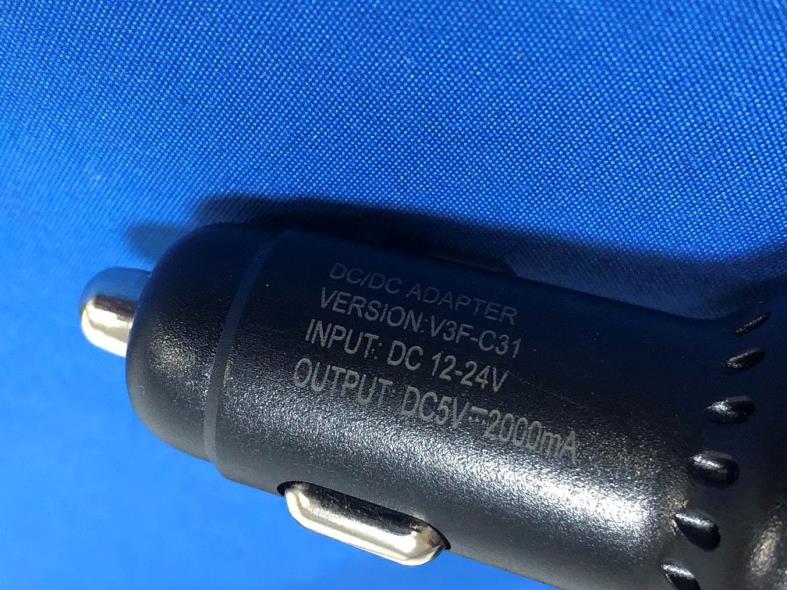 DC/DC ADAPTER
VERSION:V3F-C31
INPUT: DC 12-24V
OUTPUT DC5V⎓2000mA